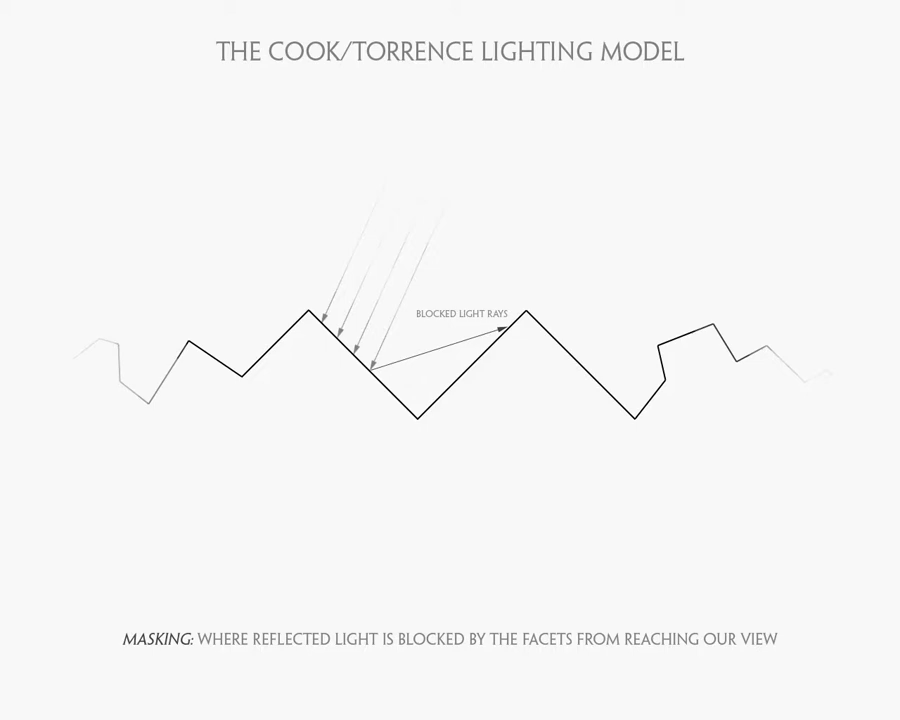 THE COOK/TORRENCE LIGHTING MODEL
BLOCKED LIGHT RAYS
MASKING: WHERE REFLECTED LIGHT IS BLOCKED BY THE FACETS FROM REACHING OUR VIEW